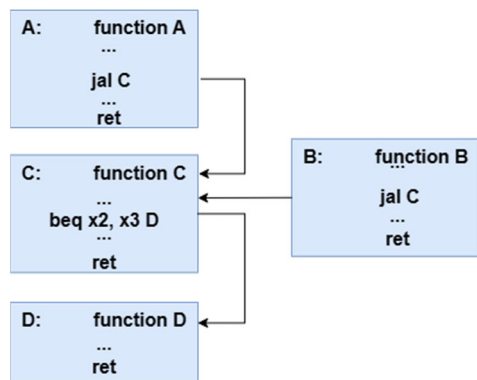 A: function A
...
jal C
...
ret
C: function C
...
beq x2, x3 D
...
ret
B: function B
...
jal C
...
ret
D: function D
...
ret